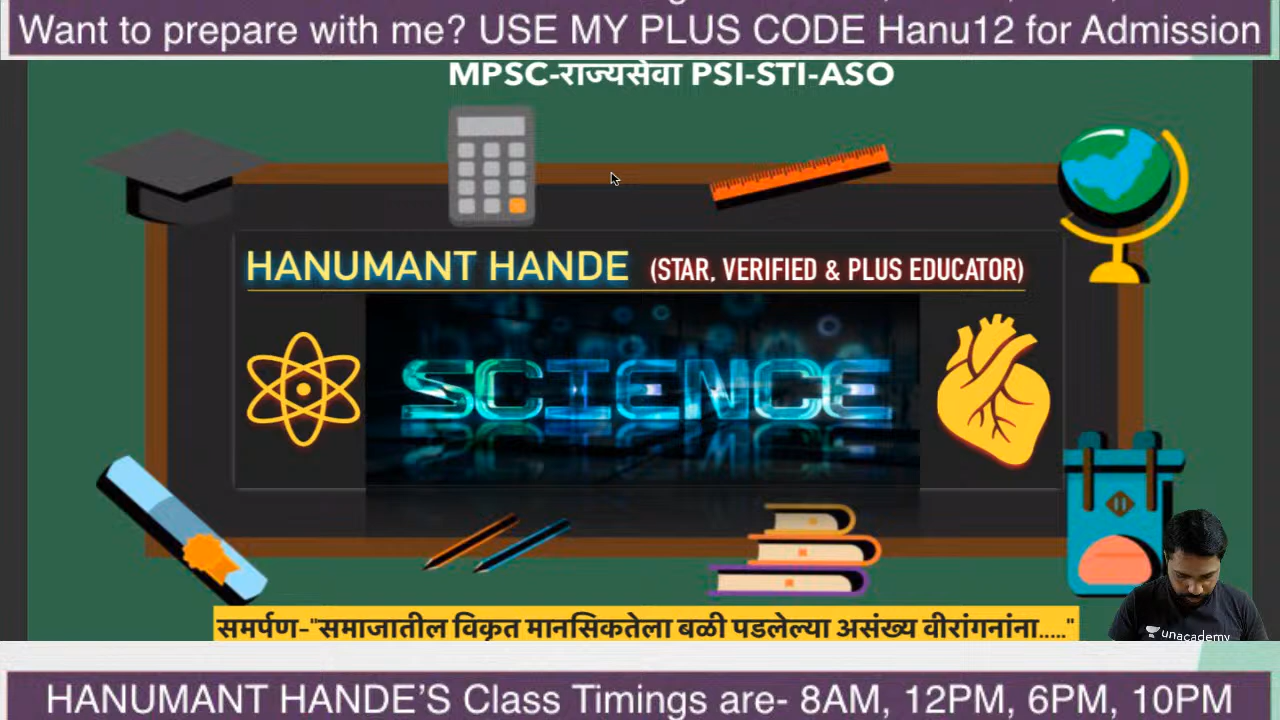 Want to prepare with me? USE MY PLUS CODE Hanu12 for Admission
MPSC-राज्यसेवा PSI-STI-ASO
HANUMANT HANDE (STAR, VERIFIED & PLUS EDUCATOR)
SCIENCE
समर्पण-"समाजातील विकृत मानसिकतेला बळी पडलेल्या असंख्य वीरांगनांना....."
unacademy
HANUMANT HANDE’S Class Timings are- 8AM, 12PM, 6PM, 10PM